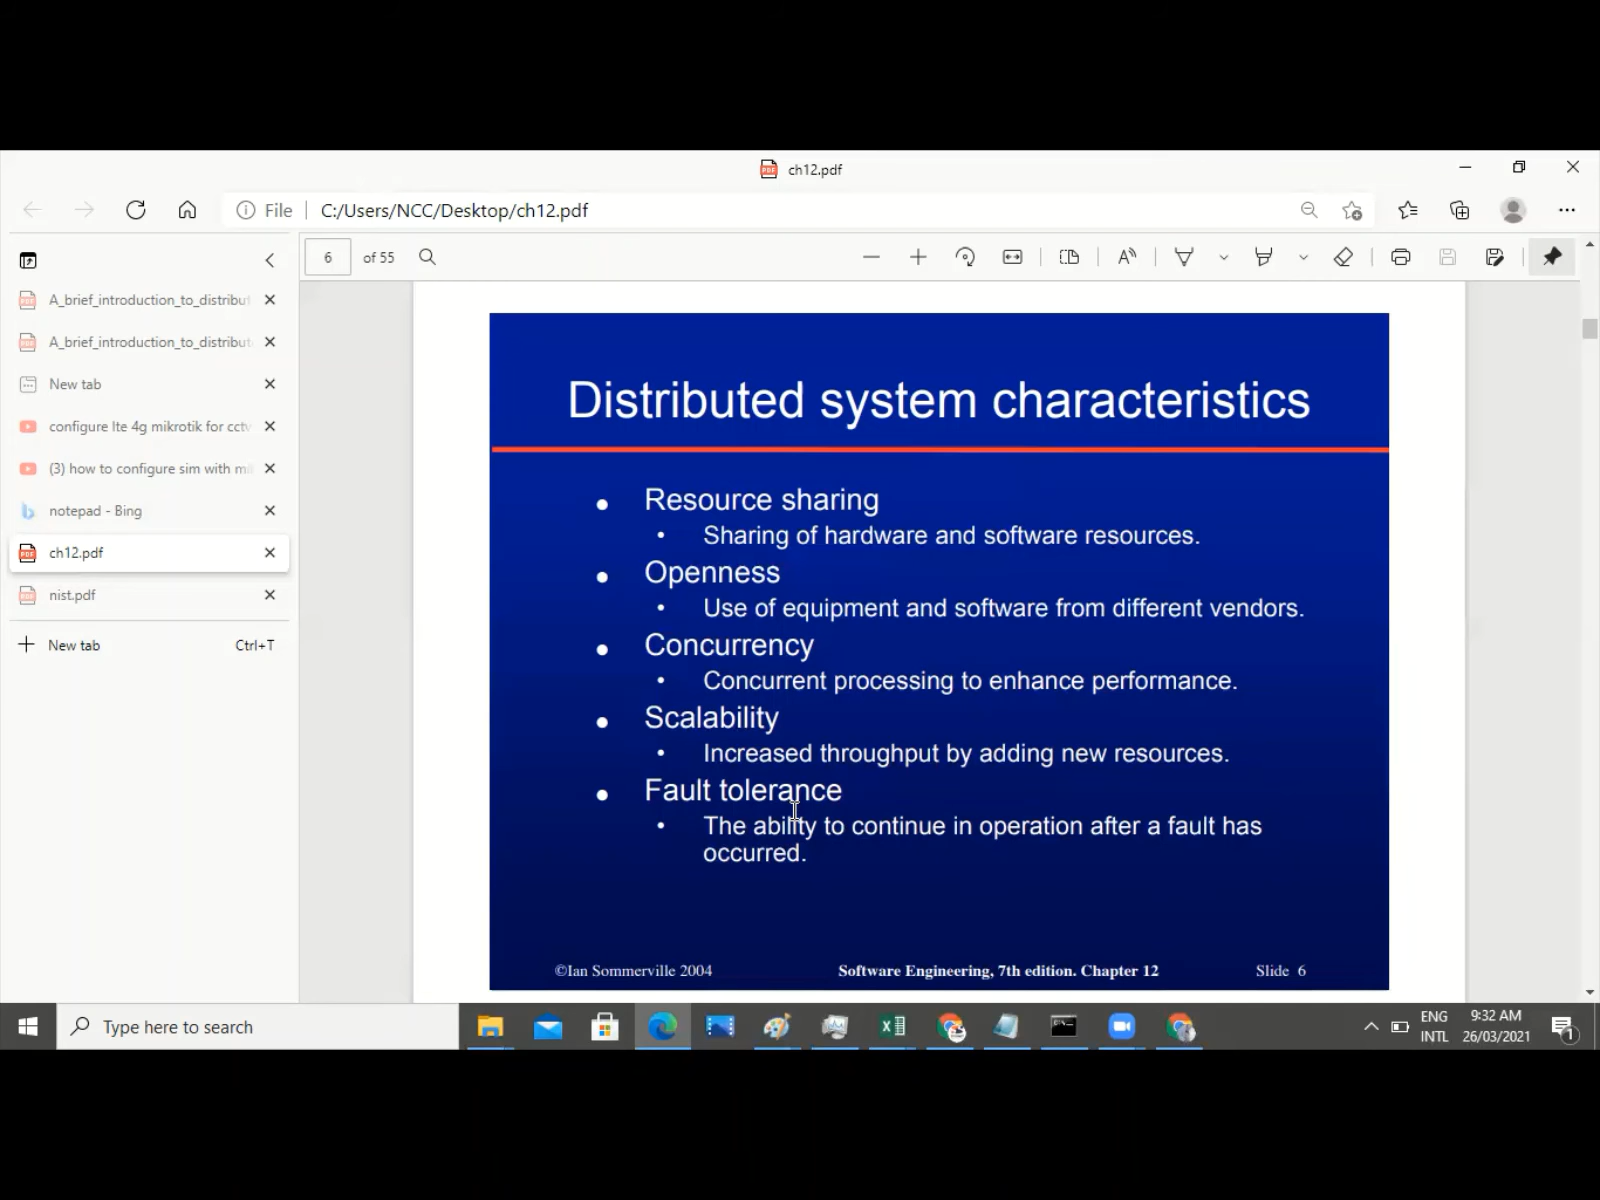 ch12.pdf
File
C:/Users/NCC/Desktop/ch12.pdf
6 of 55
A_brief_introduction_to_distribut
A_brief_introduction_to_distribut
New tab
configure lte 4g mikrotik for cctv
(3) how to configure sim with mi
notepad - Bing
ch12.pdf
nist.pdf
New tab Ctrl+T
Distributed system characteristics
• Resource sharing
• Sharing of hardware and software resources.
• Openness
• Use of equipment and software from different vendors.
• Concurrency
• Concurrent processing to enhance performance.
• Scalability
• Increased throughput by adding new resources.
• Fault tolerance
• The ability to continue in operation after a fault has
occurred.
©Ian Sommerville 2004 Software Engineering, 7th edition. Chapter 12 Slide 6
Type here to search
ENG
INTL
9:32 AM
26/03/2021
1